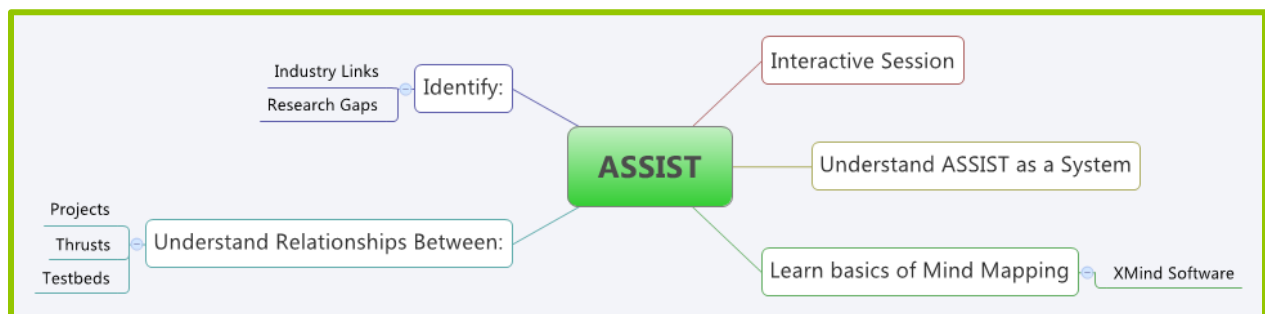 Industry Links
Research Gaps
Identify:
Projects
Thrusts
Testbeds
Understand Relationships Between:
ASSIST
Interactive Session
Understand ASSIST as a System
Learn basics of Mind Mapping
XMind Software